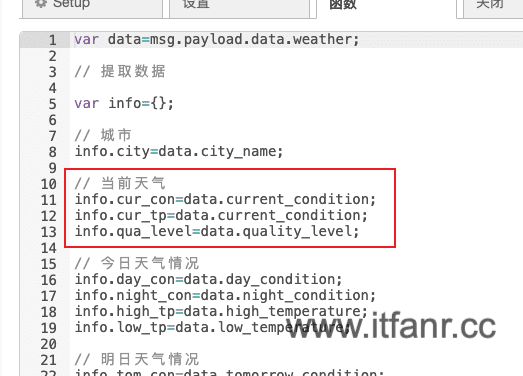 Setup
设置
函数
关闭
1 var data=msg.payload.data.weather;
2
3 // 提取数据
4
5 var info={};
6
7 // 城市
8 info.city=data.city_name;
9
10 // 当前天气
11 info.cur_con=data.current_condition;
12 info.cur_tp=data.current_condition;
13 info.qua_level=data.quality_level;
14
15 // 今日天气情况
16 info.day_con=data.day_condition;
17 info.night_con=data.night_condition;
18 info.high_tp=data.high_temperature;
19 info.low_tp=data.low_temperature;
20
www.itfanr.cc
21 // 明日天气情况
22 info.tom_con=data.tomorrow_condition;